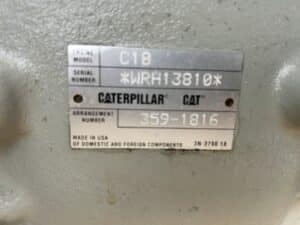 ENGINE MODEL C18
SERIAL NUMBER *WRH13810*
CATERPILLAR CAT
ARRANGEMENT NUMBER 359-1816
MADE IN USA
OF DOMESTIC AND FOREIGN COMPONENTS